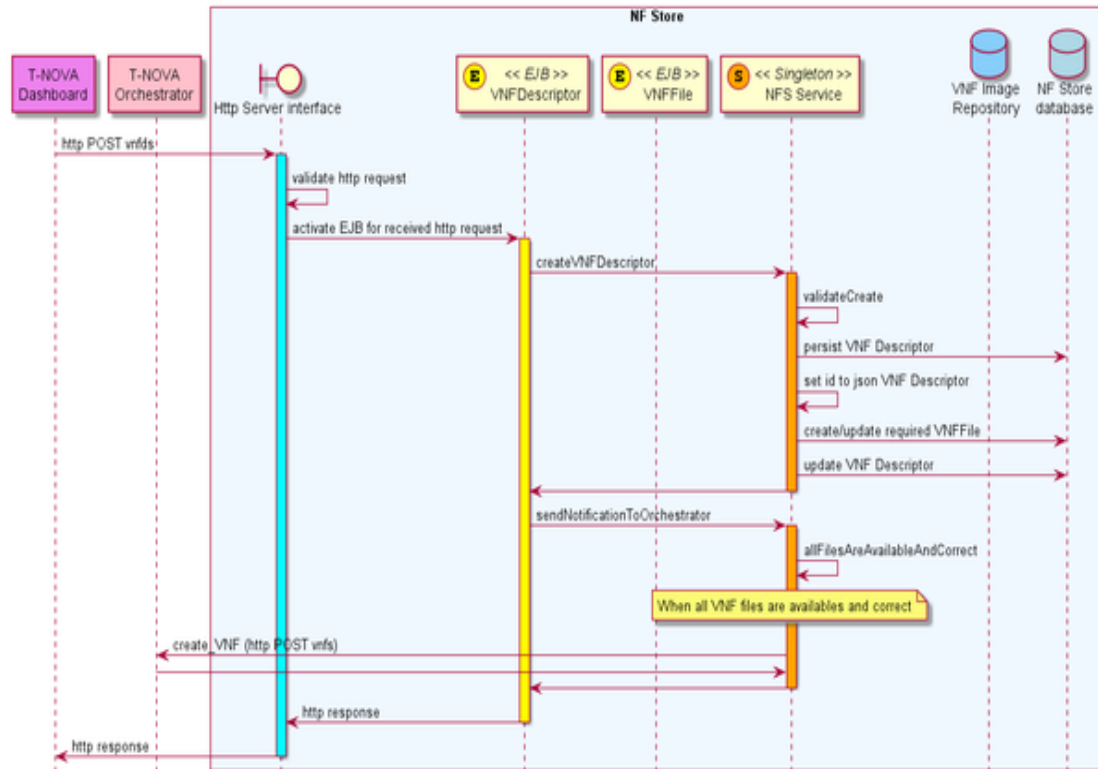 NF Store
T-NOVA
Dashboard
T-NOVA
Orchestrator
Http Server interface
E
<< EJB >>
VNFDescriptor
E
<< EJB >>
VNFFile
S
<< Singleton >>
NFS Service
VNF Image
Repository
NF Store
database
http POST vnfds
validate http request
activate EJB for received http request
createVNFDescriptor
validateCreate
persist VNF Descriptor
set id to json VNF Descriptor
create/update required VNFFile
update VNF Descriptor
sendNotificationToOrchestrator
allFilesAreAvailableAndCorrect
When all VNF files are availables and correct
create_VNF (http POST vnfs)
http response
http response